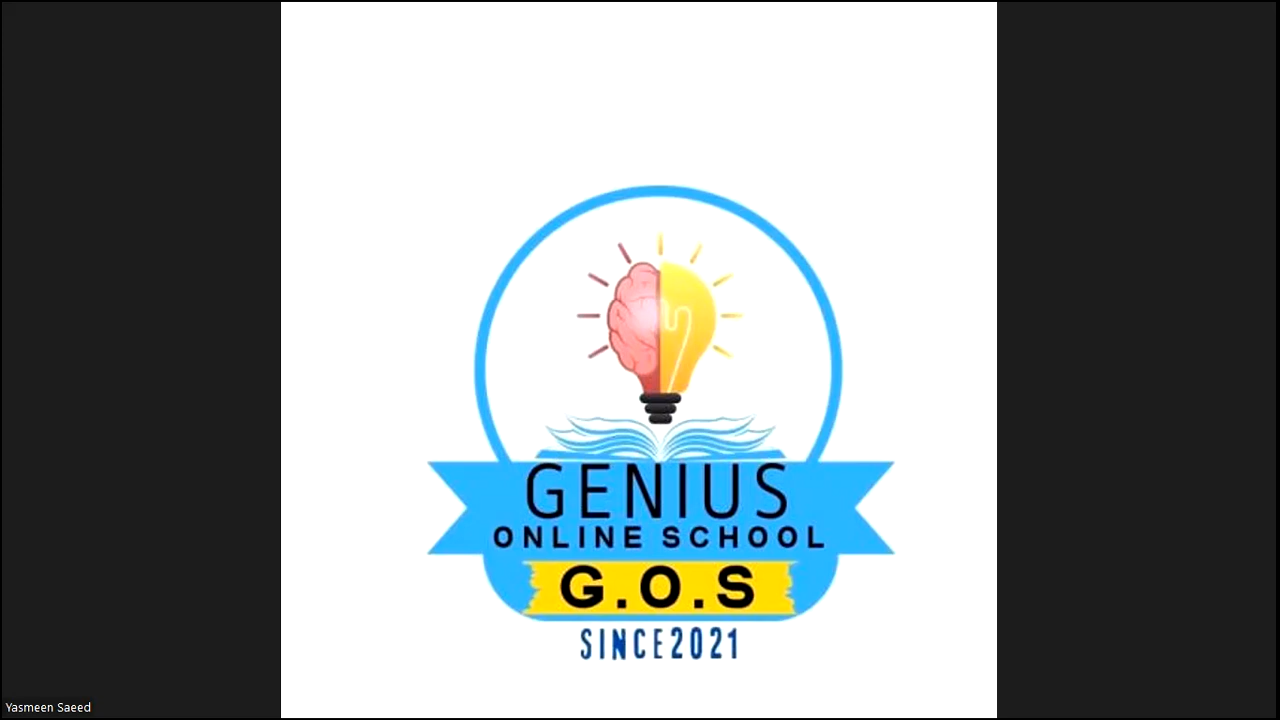 GENIUS
ONLINE SCHOOL
G.O.S
SINCE2021
Yasmeen Saeed